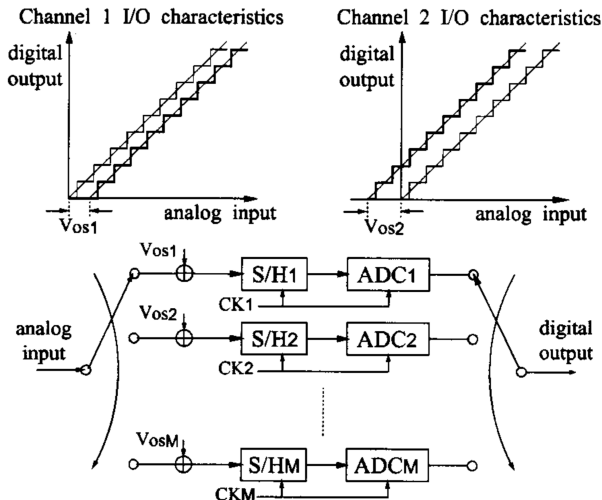 Channel 1 I/O characteristics
digital
output
analog input
Vos1
Channel 2 I/O characteristics
digital
output
analog input
Vos2
analog
input
Vos1
S/H1
ADC1
CK1
Vos2
S/H2
ADC2
CK2
VosM
S/HM
ADCM
CKM
digital
output